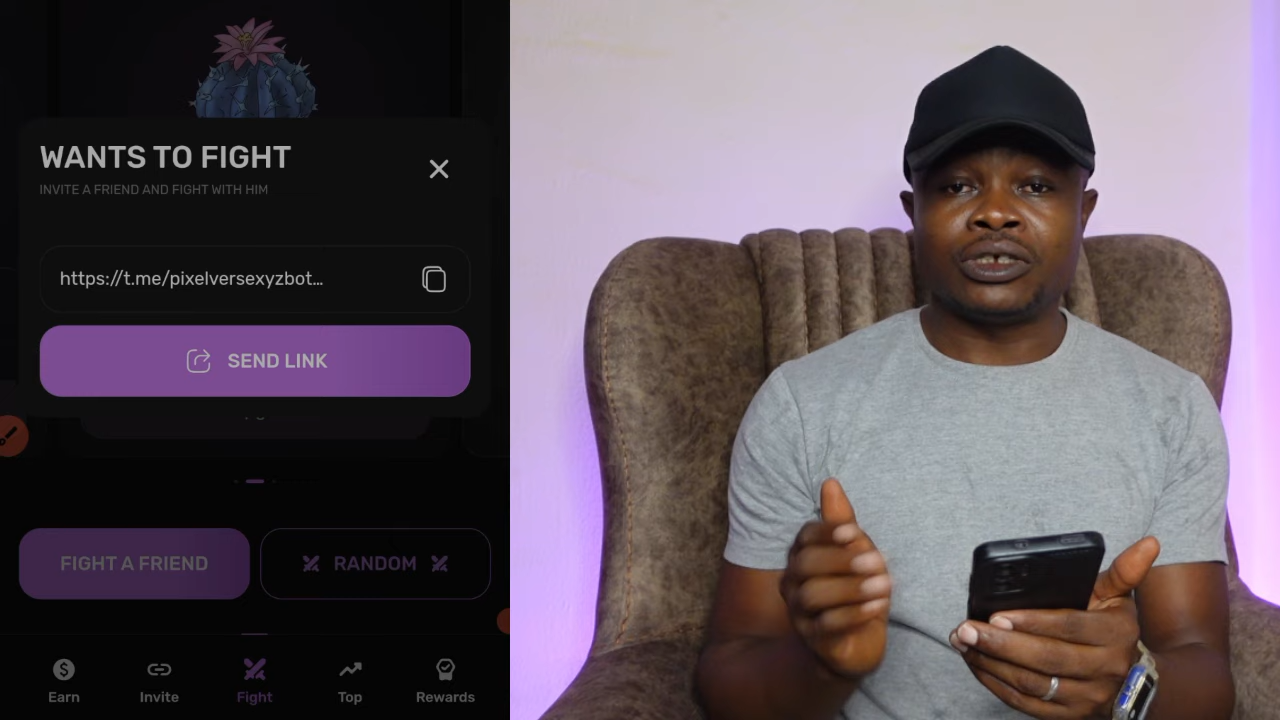 WANTS TO FIGHT
INVITE A FRIEND AND FIGHT WITH HIM
https://t.me/pixelversexyzbot...
SEND LINK
FIGHT A FRIEND
RANDOM
Earn
Invite
Fight
Top
Rewards